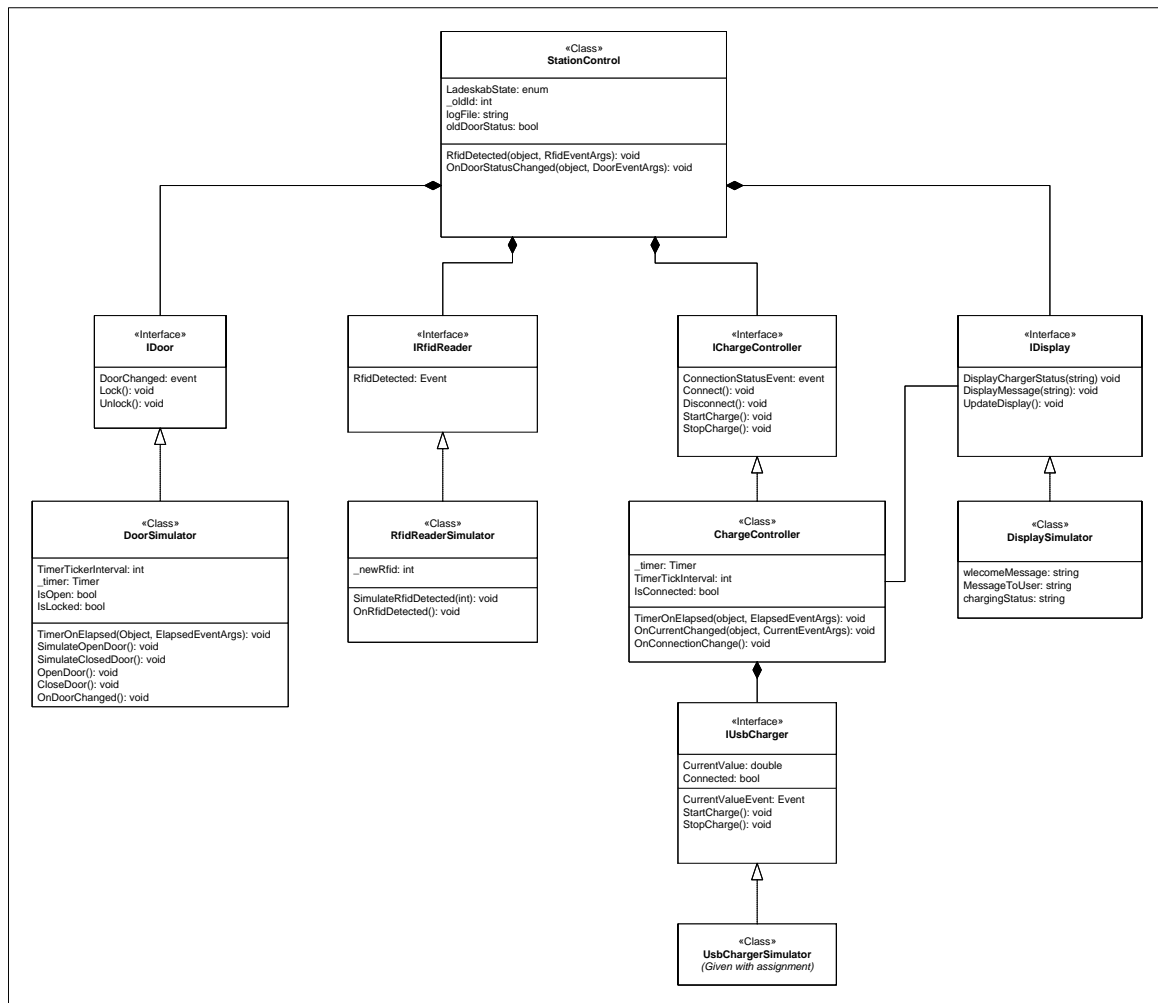 «Class»
StationControl
LadeskabState: enum
_oldId: int
logFile: string
oldDoorStatus: bool
RfidDetected(object, RfidEventArgs): void
OnDoorStatusChanged(object, DoorEventArgs): void
«Interface»
IDoor
DoorChanged: event
Lock(): void
Unlock(): void
«Interface»
IRfidReader
RfidDetected: Event
«Interface»
IChargeController
ConnectionStatusEvent: event
Connect(): void
Disconnect(): void
StartCharge(): void
StopCharge(): void
«Interface»
IDisplay
DisplayChargerStatus(string) void
DisplayMessage(string): void
UpdateDisplay(): void
«Class»
DoorSimulator
TimerTickerInterval: int
_timer: Timer
IsOpen: bool
IsLocked: bool
TimerOnElapsed(Object, ElapsedEventArgs): void
SimulateOpenDoor(): void
SimulateClosedDoor(): void
OpenDoor(): void
CloseDoor(): void
OnDoorChanged(): void
«Class»
RfidReaderSimulator
_newRfid: int
SimulateRfidDetected(int): void
OnRfidDetected(): void
«Class»
ChargeController
_timer: Timer
TimerTickInterval: int
IsConnected: bool
TimerOnElapsed(object, ElapsedEventArgs): void
OnCurrentChanged(object, CurrentEventArgs): void
OnConnectionChange(): void
«Class»
DisplaySimulator
wlecomeMessage: string
MessageToUser: string
chargingStatus: string
«Interface»
IUsbCharger
CurrentValue: double
Connected: bool
CurrentValueEvent: Event
StartCharge(): void
StopCharge(): void
«Class»
UsbChargerSimulator
(Given with assignment)